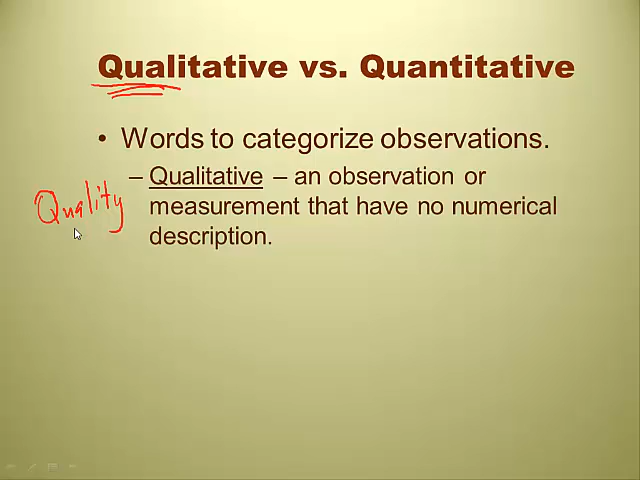 Qualitative vs. Quantitative
• Words to categorize observations.
– Qualitative – an observation or
measurement that have no numerical
description.
Quality